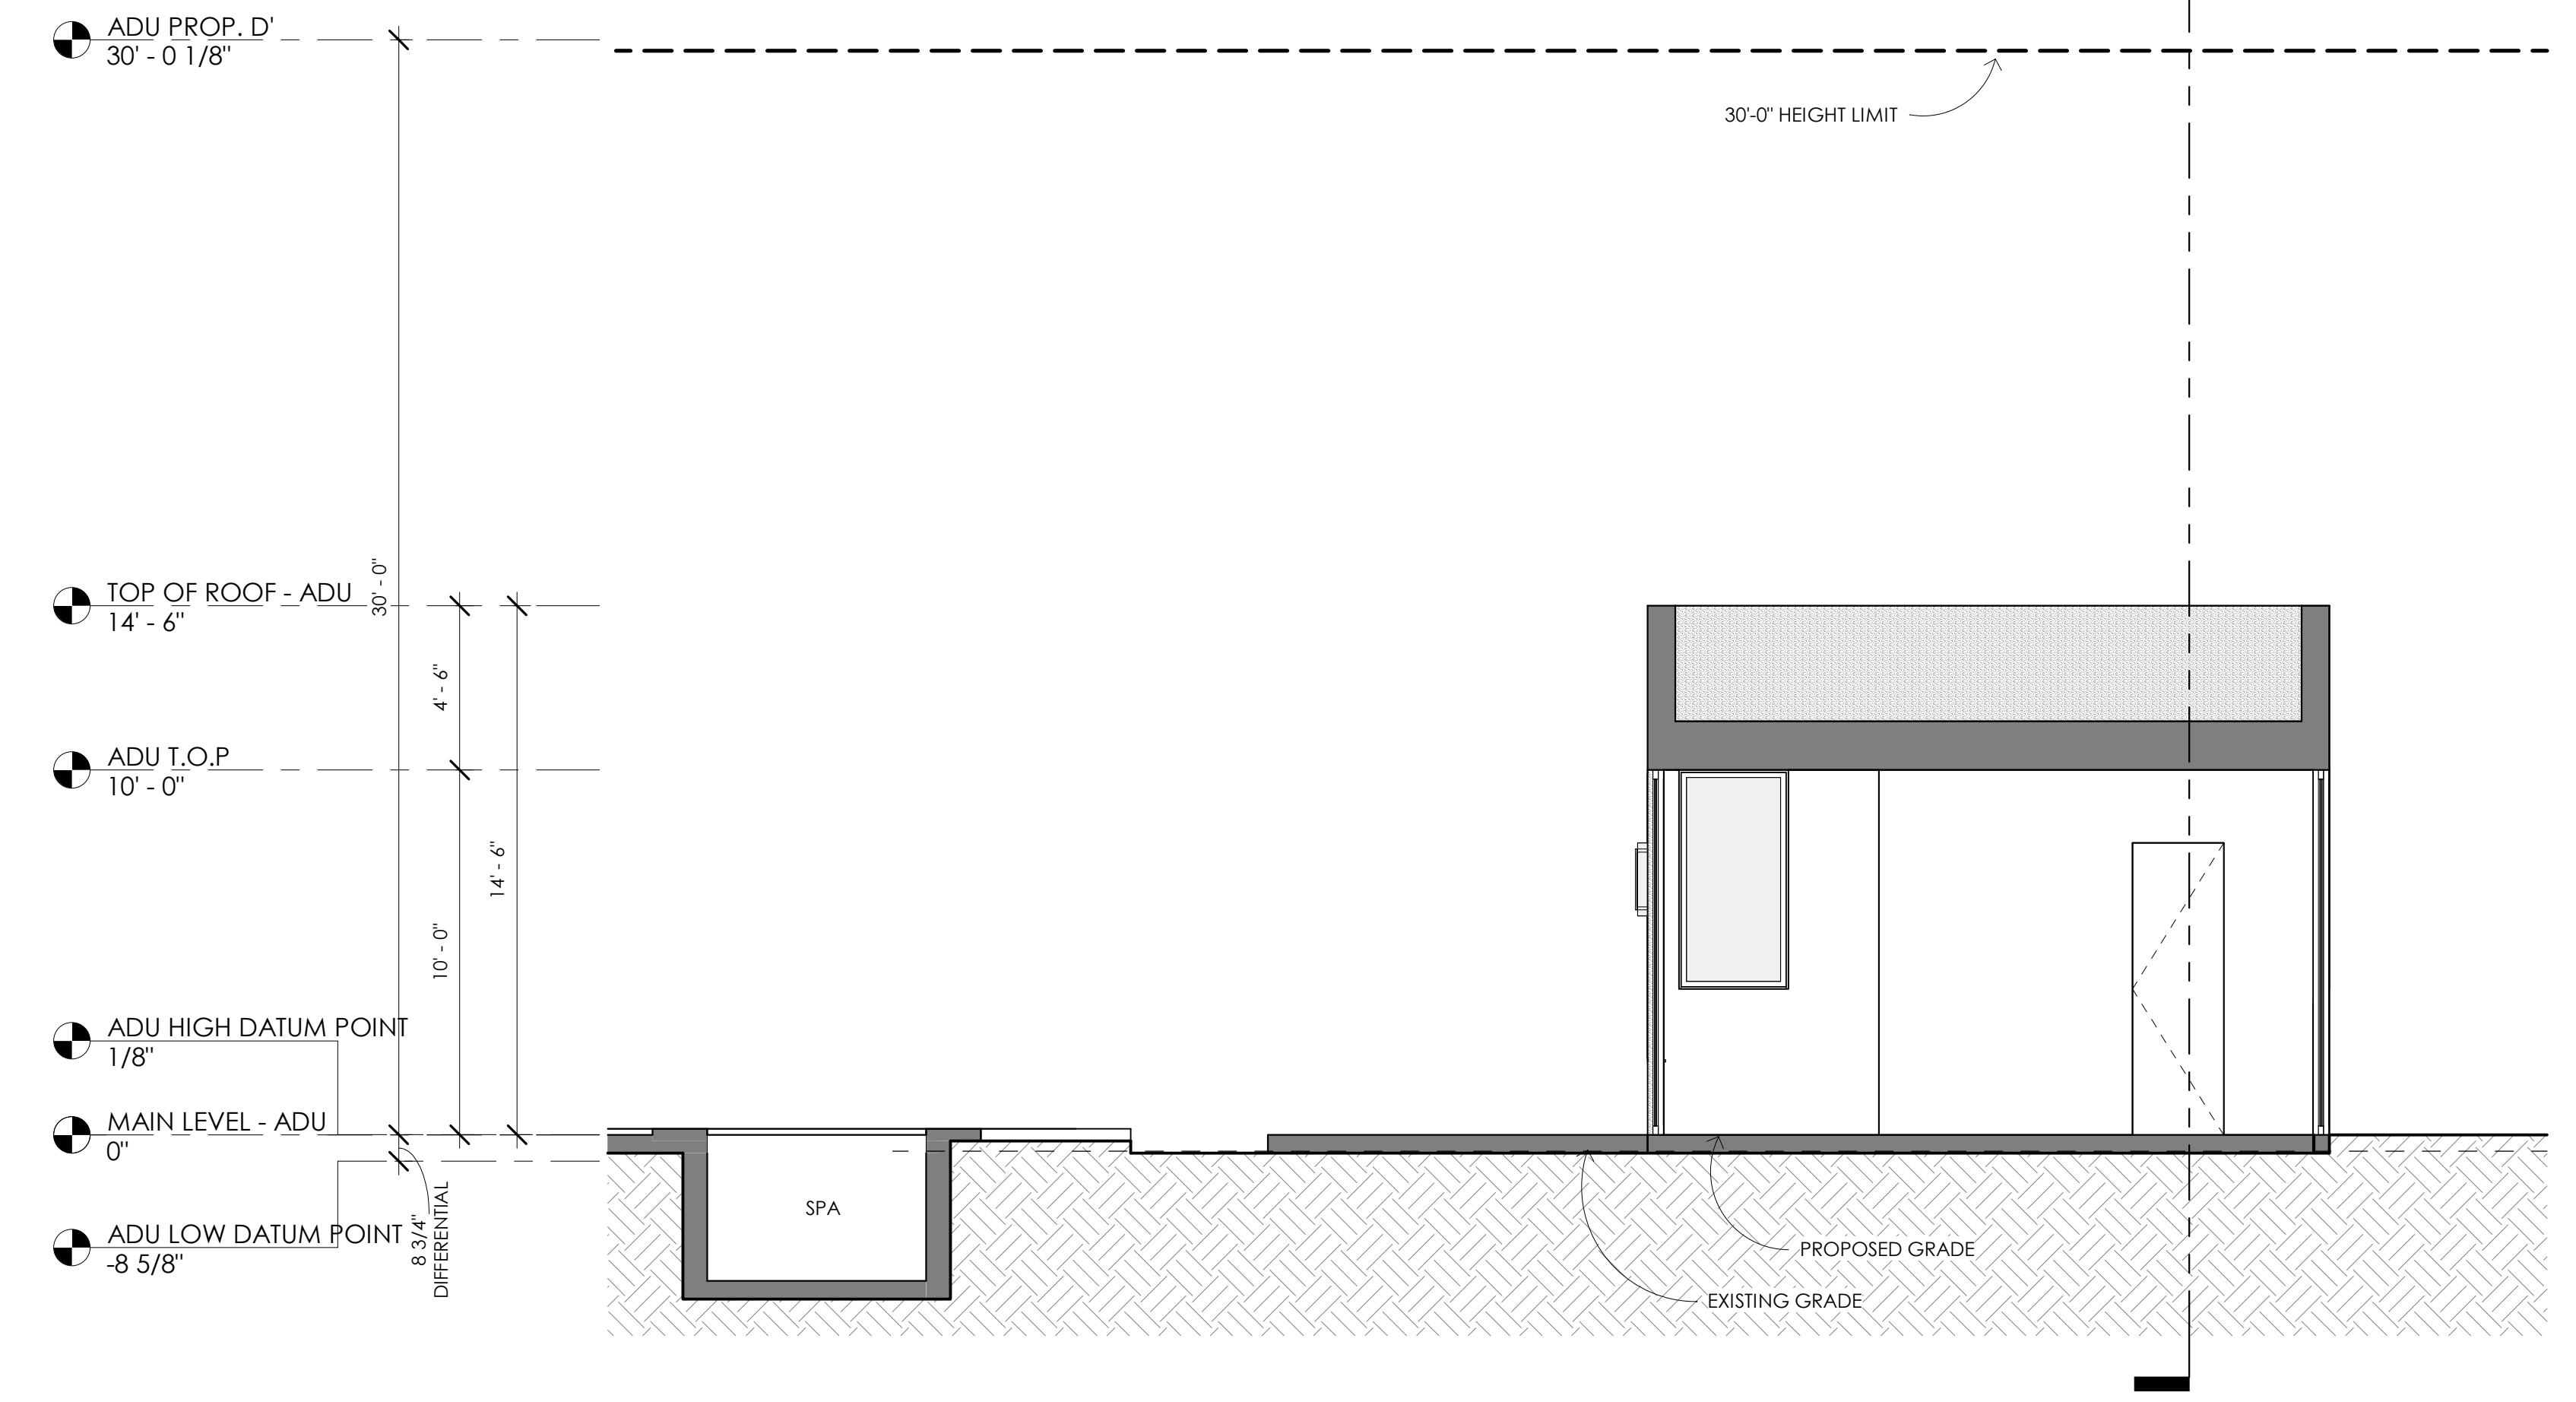 ADU PROP. D'
30' - 0 1/8"
30'-0" HEIGHT LIMIT
30' - 0"
TOP OF ROOF - ADU
14' - 6"
4' - 6"
ADU T.O.P
10' - 0"
14' - 6"
10' - 0"
ADU HIGH DATUM POINT
1/8"
MAIN LEVEL - ADU
0"
ADU LOW DATUM POINT
-8 5/8"
8 3/4"
DIFFERENTIAL
SPA
PROPOSED GRADE
EXISTING GRADE